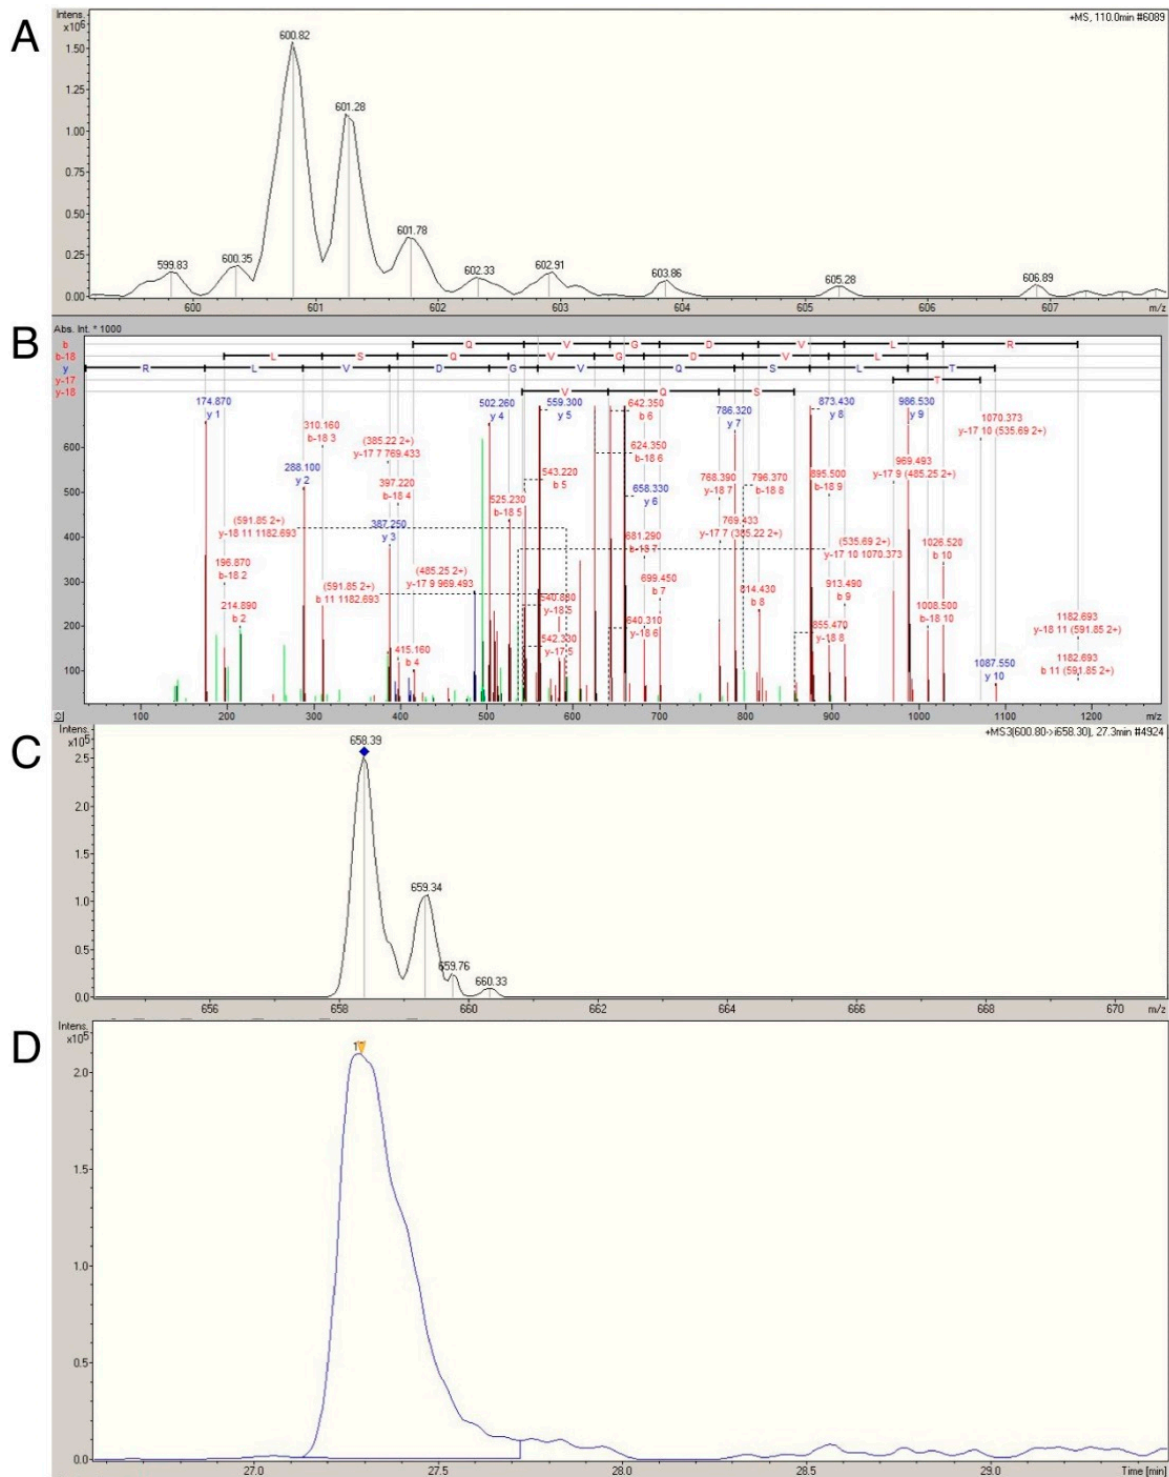 A
Intens.
x10⁶
+MS, 110.0min #6089
1.50
1.25
1.00
0.75
0.50
0.25
0.00
600.82
601.28
601.78
599.83
600.35
602.33
602.91
603.86
605.28
606.89
600 601 602 603 604 605 606 607 m/z
B
Abs. Int. * 1000
b Q V G D V L R
b-18 L S Q V G D V L
y R L V D G V Q S L T
y-17 T
y-18 V Q S
600
500
400
300
200
100
174.870
y 1
310.160
b-18 3
288.100
y 2
(385.22 2+)
y-17 7 769.433
397.220
b-18 4
387.250
y 3
(591.85 2+)
y-18 11 1182.693
196.870
b-18 2
214.890
b 2
(591.85 2+)
b 11 1182.693
415.160
b 4
(485.25 2+)
y-17 9 969.493
502.260
y 4
525.230
b-18 5
559.300
y 5
543.220
b 5
y-18 5
542.330
y-17 5
642.350
b 6
624.350
b-18 6
658.330
y 6
681.290
b-18 7
699.450
b 7
640.310
y-18 6
786.320
y 7
768.390
y-18 7
769.433
y-17 7 (385.22 2+)
796.370
b-18 8
814.430
b 8
873.430
y 8
895.500
b-18 9
(535.69 2+)
y-17 10 1070.373
913.490
b 9
855.470
y-18 8
986.530
y 9
969.493
y-17 9 (485.25 2+)
1070.373
y-17 10 (535.69 2+)
1026.520
b 10
1008.500
b-18 10
1087.550
y 10
1182.693
y-18 11 (591.85 2+)
1182.693
b 11 (591.85 2+)
100 200 300 400 500 600 700 800 900 1000 1100 1200 m/z
C
Intens.
x10⁵
+MS3(600.80->i658.30), 27.3min #4924
2.5
2.0
1.5
1.0
0.5
0.0
658.39
659.34
659.76
660.33
656 658 660 662 664 666 668 670 m/z
D
Intens.
x10⁵
2.0
1.5
1.0
0.5
0.0
27.0 27.5 28.0 28.5 29.0 Time [min]